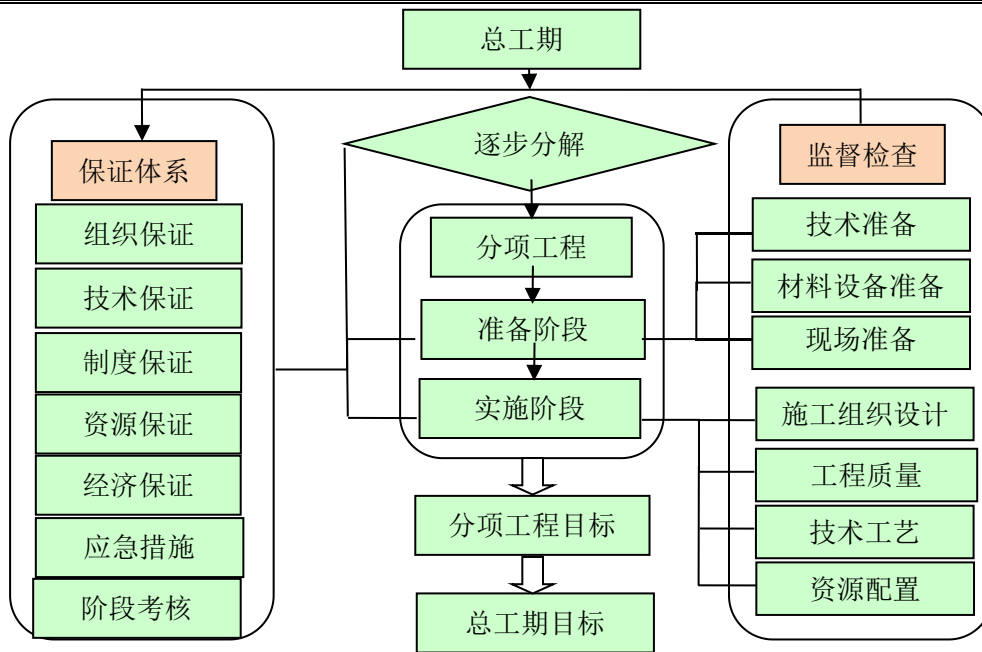 总工期
逐步分解
保证体系
组织保证
技术保证
制度保证
资源保证
经济保证
应急措施
阶段考核
分项工程
准备阶段
实施阶段
分项工程目标
总工期目标
监督检查
技术准备
材料设备准备
现场准备
施工组织设计
工程质量
技术工艺
资源配置